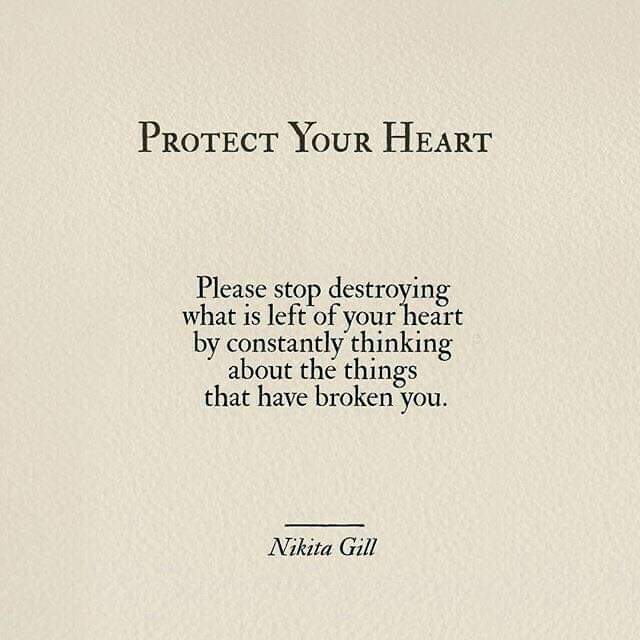 PROTECT YOUR HEART
Please stop destroying
what is left of your heart
by constantly thinking
about the things
that have broken you.
Nikita Gill